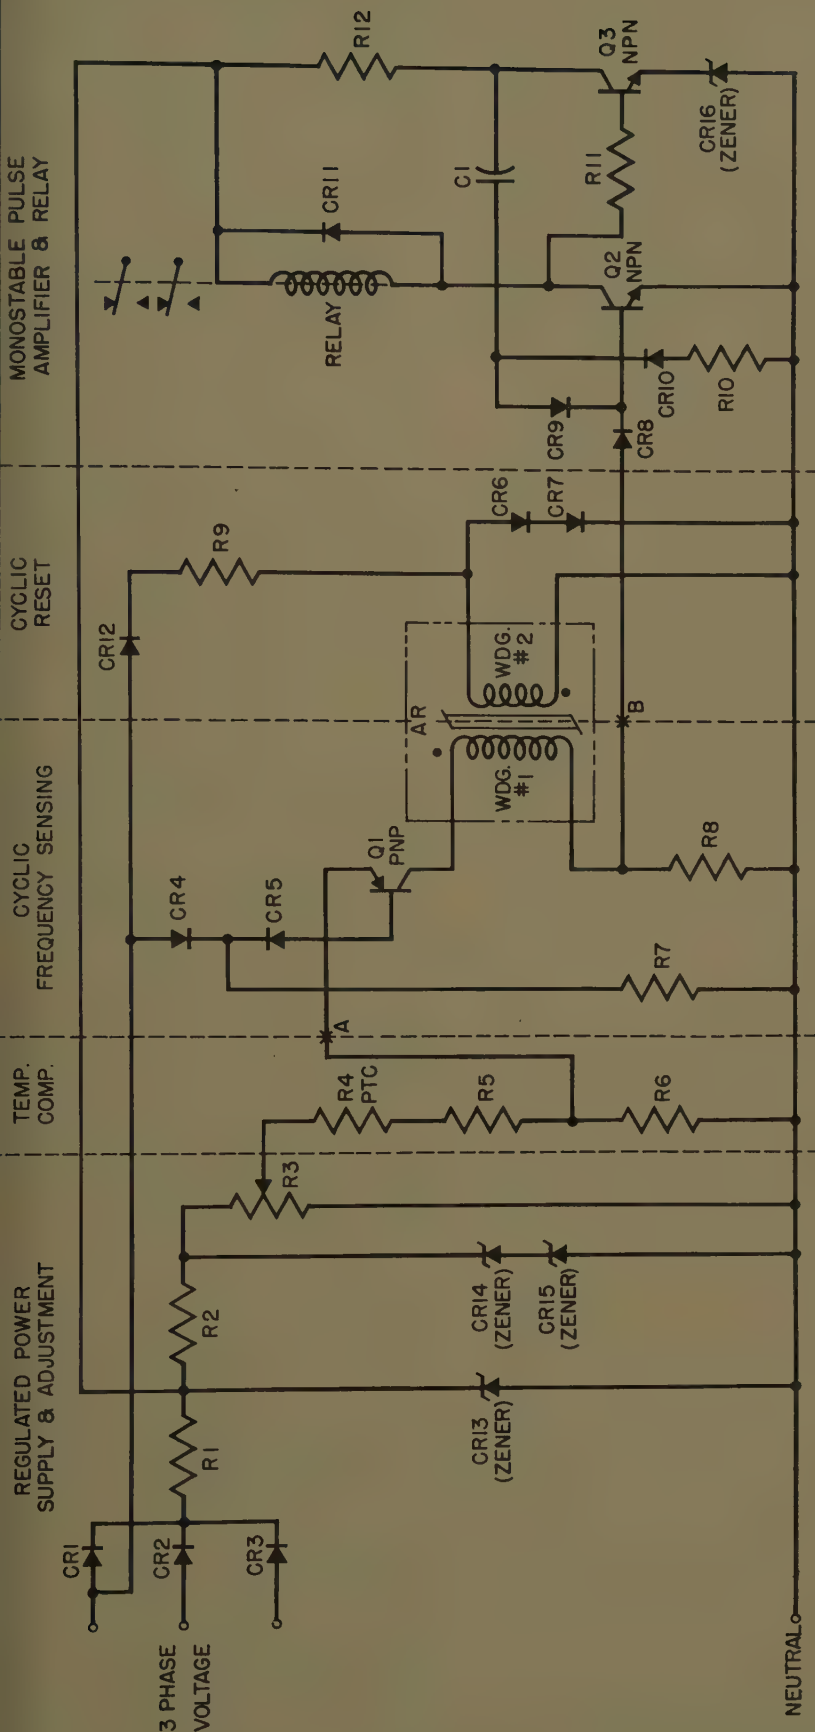 REGULATED POWER
SUPPLY & ADJUSTMENT
TEMP.
COMP.
CYCLIC
FREQUENCY SENSING
CYCLIC
RESET
MONOSTABLE PULSE
AMPLIFIER & RELAY
3 PHASE
VOLTAGE
NEUTRAL
CR1
CR2
CR3
R1
R2
CR13
(ZENER)
CR14
(ZENER)
CR15
(ZENER)
R3
R4
PTC
R5
R6
A
CR4
CR5
Q1
PNP
R7
R8
AR
WDG.
#1
WDG.
#2
B
CR12
R9
CR6
CR7
CR8
CR9
CR10
R10
RELAY
CR11
R12
C1
Q2
NPN
R11
Q3
NPN
CR16
(ZENER)